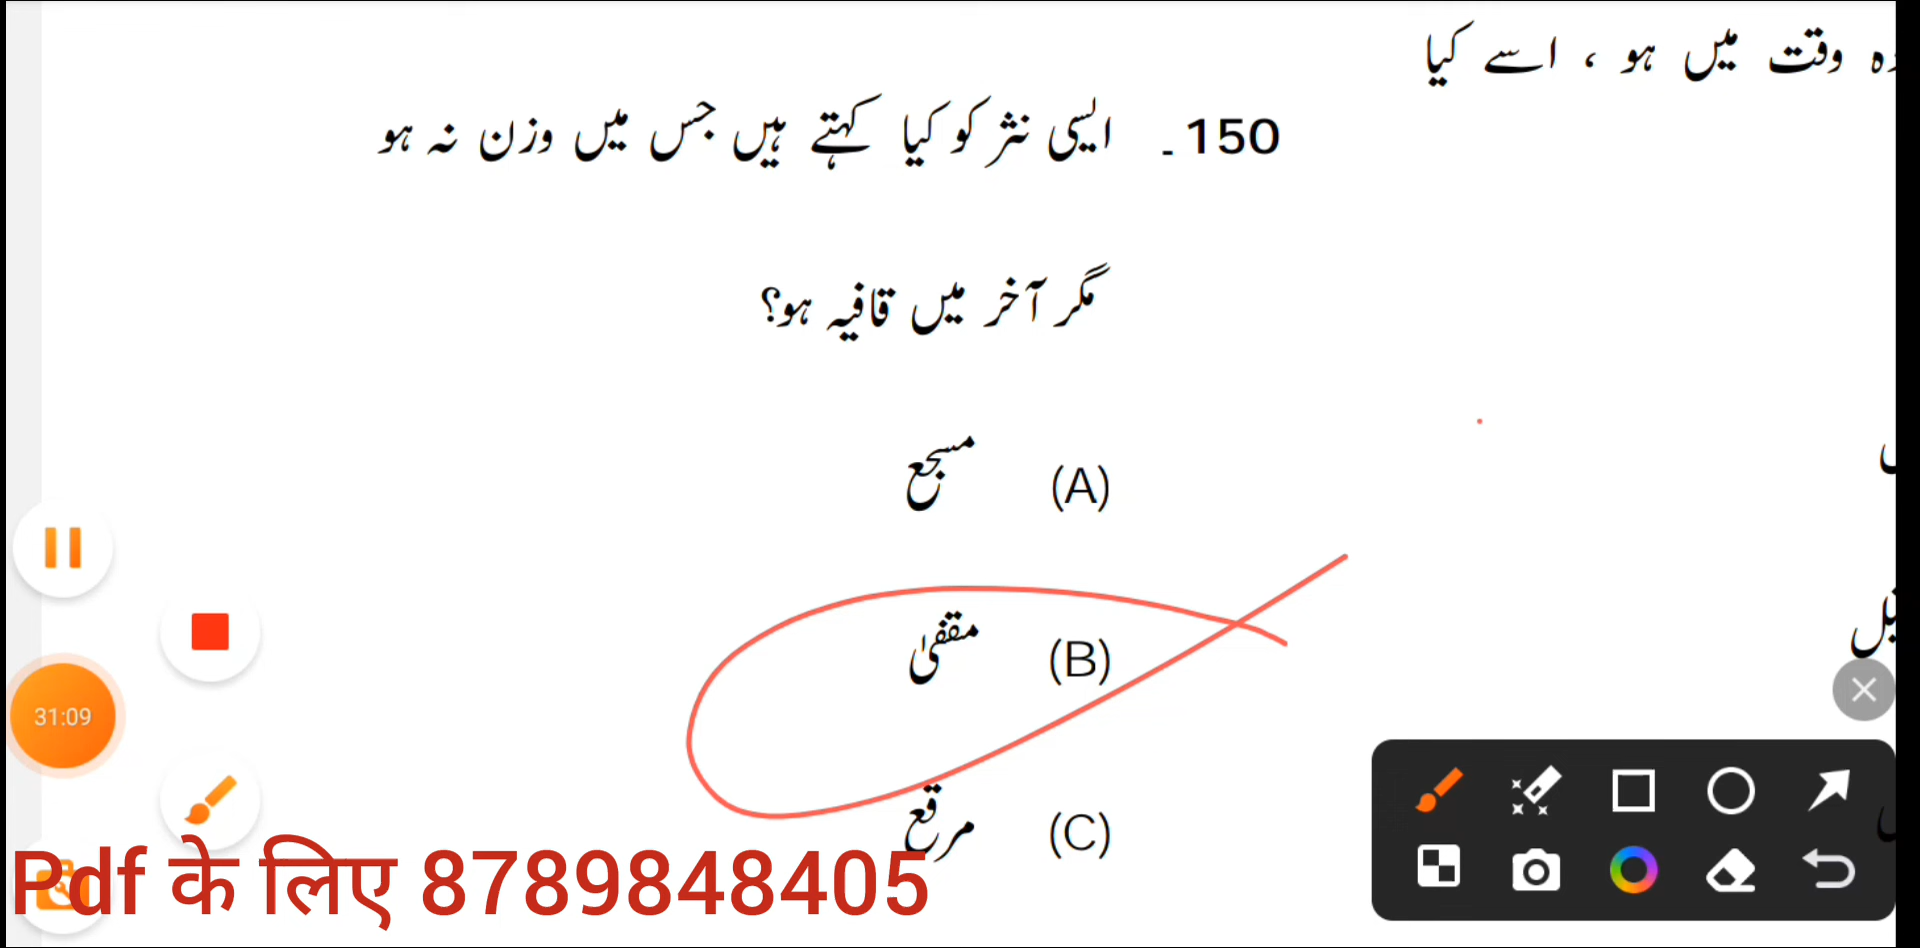 دہ وقت میں ہو ، اسے کیا
150۔ ایسی نثر کو کیا کہتے ہیں جس میں وزن نہ ہو
مگر آخر میں قافیہ ہو؟
(A) مسجع
(B) مقفیٰ
(C) مرقع
31:09
Pdf के लिए 8789848405